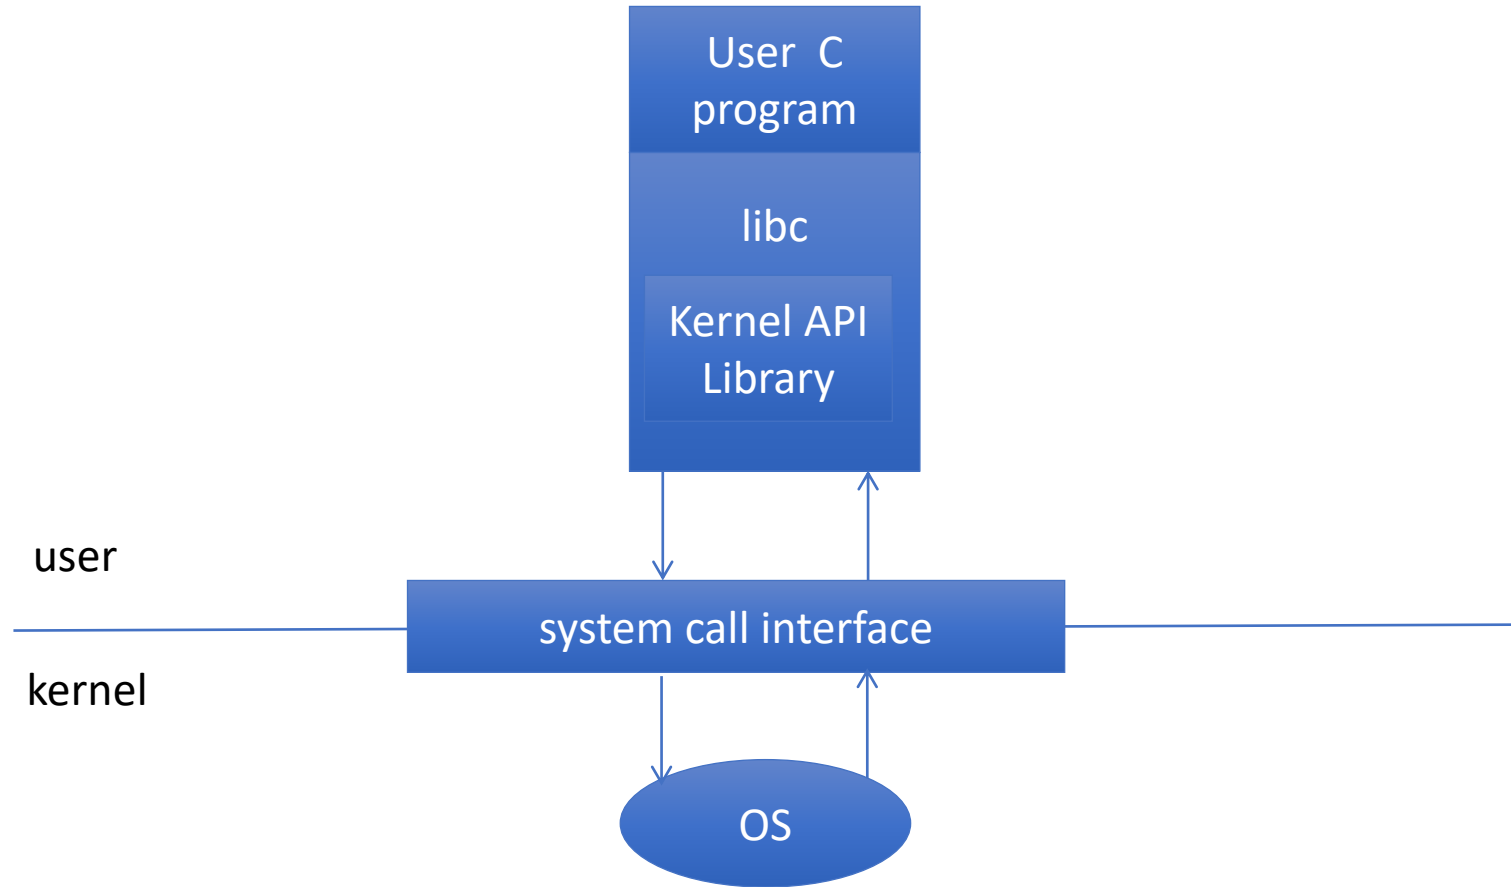 User  C
program
libc
Kernel API
Library
user
system call interface
kernel
OS